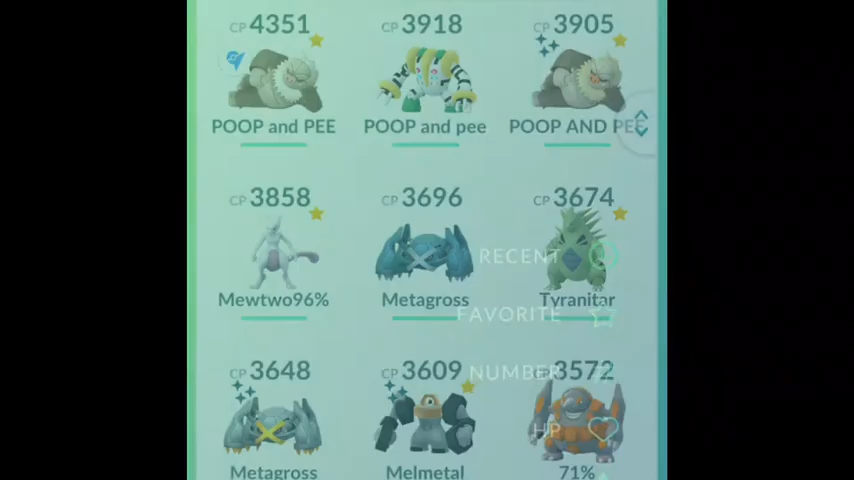 CP 4351 CP 3918 CP 3905
POOP and PEE POOP and pee POOP AND PEE
CP 3858 CP 3696 CP 3674
RECENT
Mewtwo96% Metagross Tyranitar
FAVORITE
CP 3648 CP 3609 NUMBER 3572
HP
Metagross Melmetal 71%